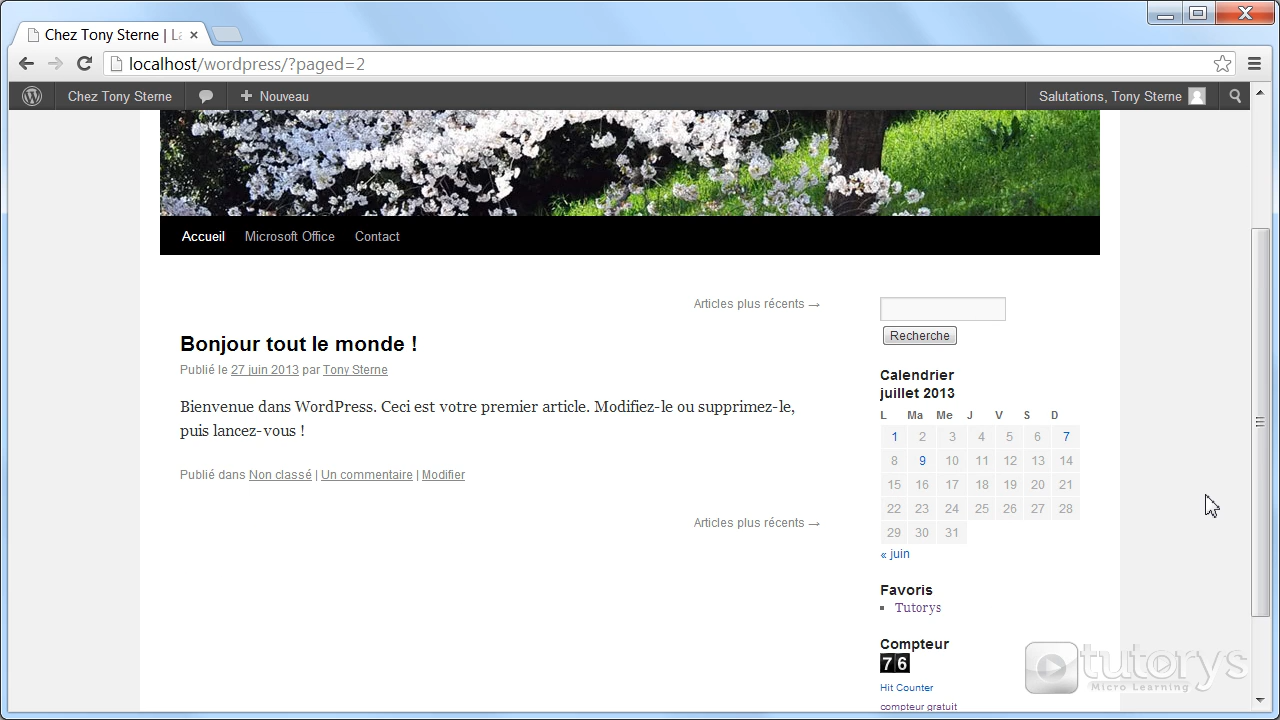 Chez Tony Sterne | La
localhost/wordpress/?paged=2
Chez Tony Sterne Nouveau Salutations, Tony Sterne
Accueil Microsoft Office Contact
Articles plus récents →
Bonjour tout le monde !
Publié le 27 juin 2013 par Tony Sterne
Bienvenue dans WordPress. Ceci est votre premier article. Modifiez-le ou supprimez-le,
puis lancez-vous !
Publié dans Non classé | Un commentaire | Modifier
Articles plus récents →
Recherche
Calendrier
juillet 2013
L Ma Me J V S D
1 2 3 4 5 6 7
8 9 10 11 12 13 14
15 16 17 18 19 20 21
22 23 24 25 26 27 28
29 30 31
« juin
Favoris
Tutorys
Compteur
76
Hit Counter
compteur gratuit
tutorys
Micro Learning